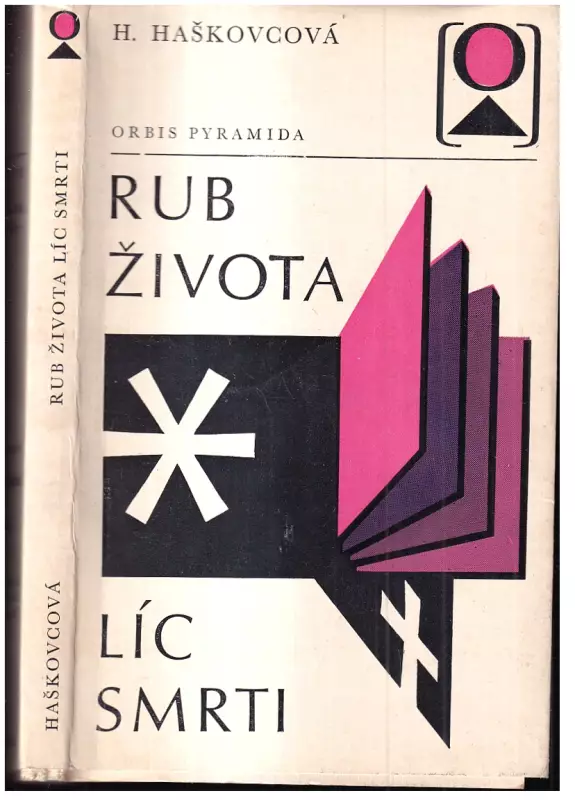 H. HAŠKOVCOVÁ
ORBIS PYRAMIDA
RUB
ŽIVOTA
LÍC
SMRTI
RUB ŽIVOTA LÍC SMRTI
HAŠKOVCOVÁ